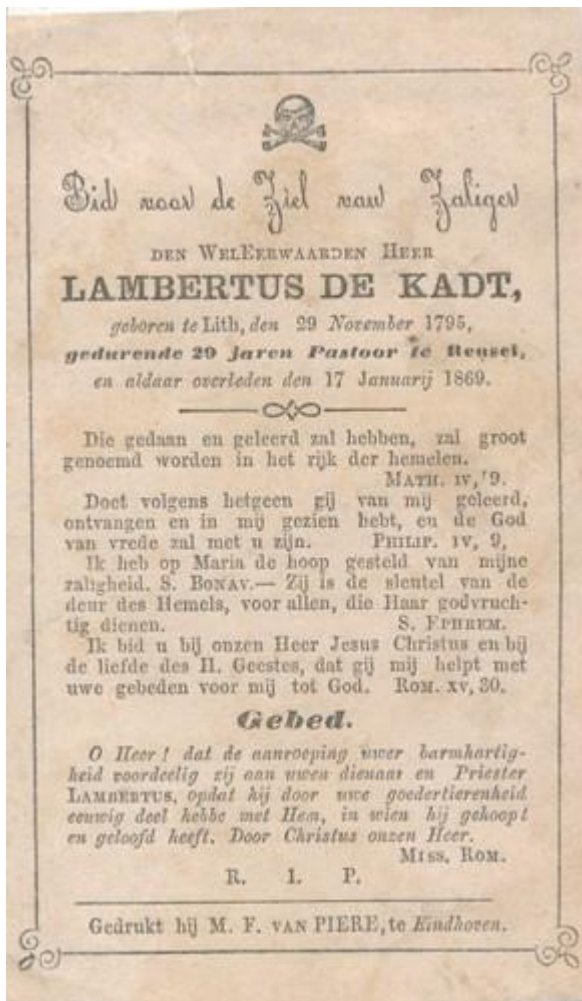 Bid voor de Ziel van Zaliger
DEN WELEERWAARDEN HEER
LAMBERTUS DE KADT,
geboren te Lith, den 29 November 1795,
gedurende 29 jaren Pastoor te Reusel,
en aldaar overleden den 17 Januarij 1869.
Die gedaan en geleerd zal hebben, zal groot
genoemd worden in het rijk der hemelen.
MATH. IV, 9.
Doet volgens hetgeen gij van mij geleerd,
ontvangen en in mij gezien hebt, en de God
van vrede zal met u zijn. PHILIP. IV, 9,
Ik heb op Maria de hoop gesteld van mijne
zaligheid. S. BONAV.— Zij is de sleutel van de
deur des Hemels, voor allen, die Haar godvruch-
tig dienen. S. EPHREM.
Ik bid u bij onzen Heer Jesus Christus en bij
de liefde des H. Geestes, dat gij mij helpt met
uwe gebeden voor mij tot God. ROM. XV, 30.
Gebed.
O Heer! dat de aanroeping uwer barmhartig-
heid voordeelig zij aan uwen dienaar en Priester
LAMBERTUS, opdat hij door uwe goedertierenheid
eeuwig deel hebbe met Hem, in wien hij gehoopt
en geloofd heeft. Door Christus onzen Heer.
MISS. ROM.
R. I. P.
Gedrukt bij M. F. VAN PIERE, te Eindhoven.